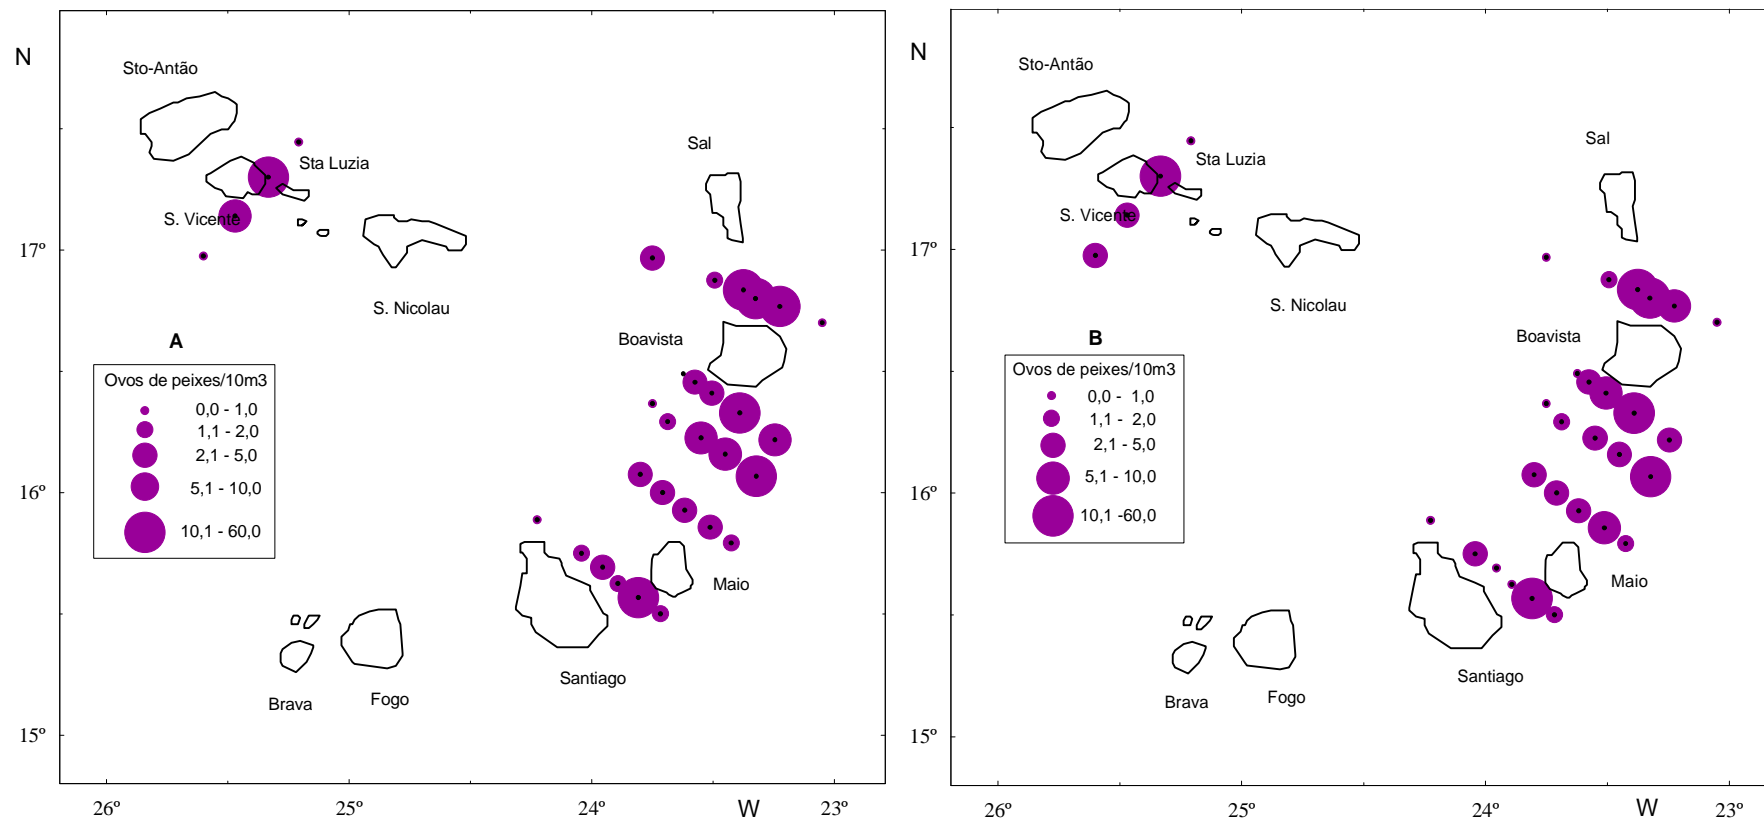 N
Sto-Antão
Sal
Sta Luzia
S. Vicente
17º
S. Nicolau
Boavista
A
Ovos de peixes/10m3
0,0 - 1,0
1,1 - 2,0
2,1 - 5,0
5,1 - 10,0
10,1 - 60,0
16º
Maio
Santiago
Fogo
Brava
15º
26º
25º
24º
W
23º
N
Sto-Antão
Sal
Sta Luzia
S. Vicente
17º
S. Nicolau
Boavista
B
Ovos de peixes/10m3
0,0 - 1,0
1,1 - 2,0
2,1 - 5,0
5,1 - 10,0
10,1 -60,0
16º
Maio
Santiago
Fogo
Brava
15º
26º
25º
24º
W
23º